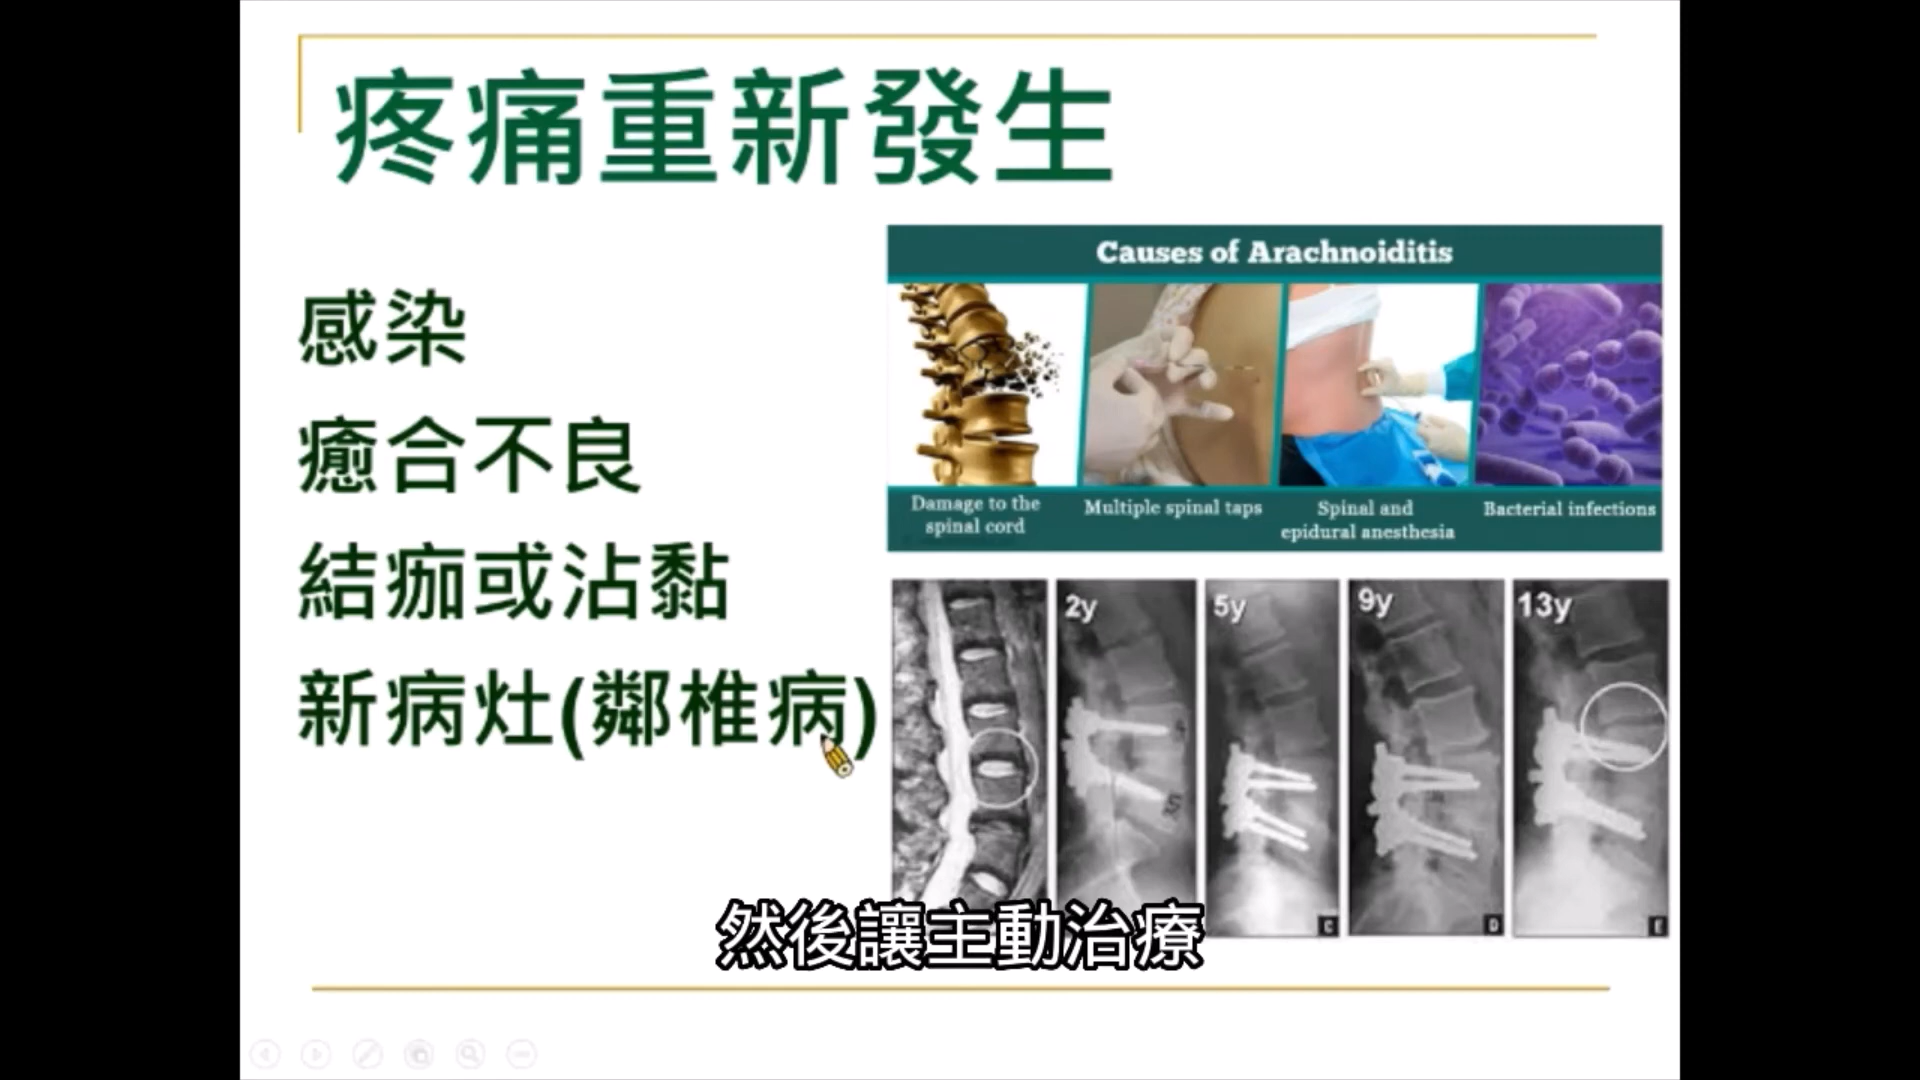 疼痛重新發生
感染
癒合不良
結痂或沾黏
新病灶(鄰椎病)
Causes of Arachnoiditis
Damage to the
spinal cord
Multiple spinal taps
Spinal and
epidural anesthesia
Bacterial infections
2y
5y
9y
13y
C
D
E
然後讓主動治療